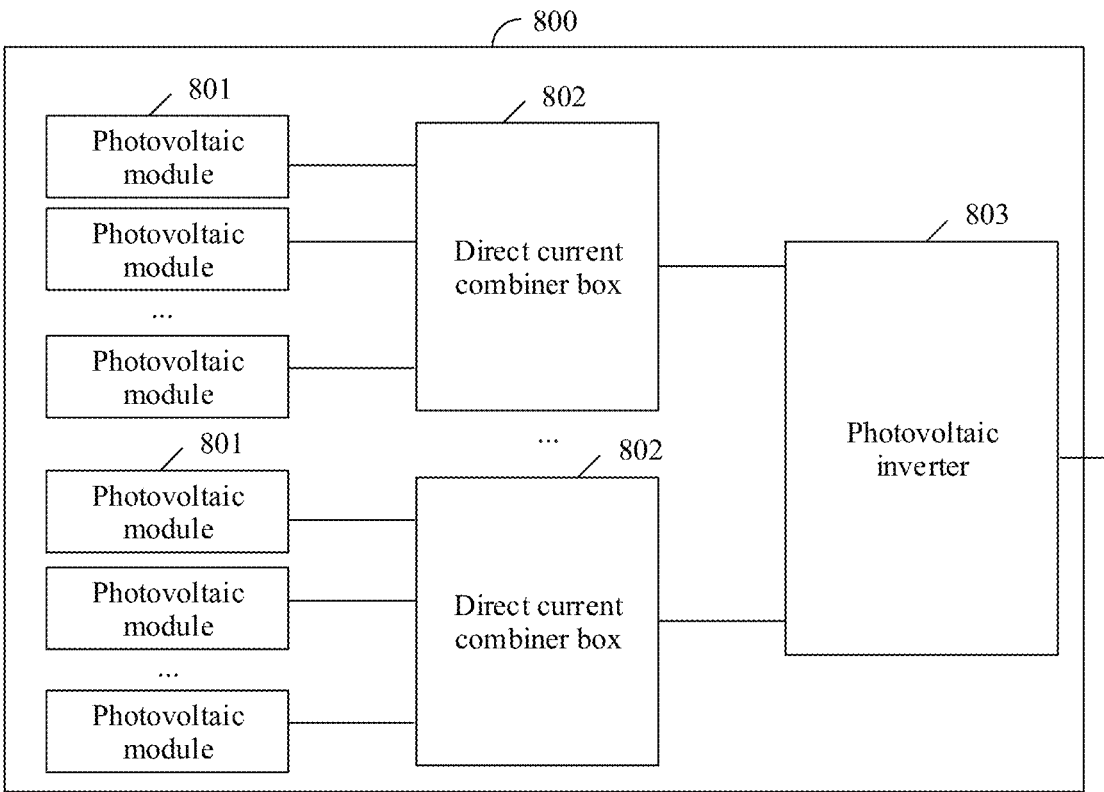 800
801
Photovoltaic
module
Photovoltaic
module
...
Photovoltaic
module
802
Direct current
combiner box
...
801
Photovoltaic
module
Photovoltaic
module
...
Photovoltaic
module
802
Direct current
combiner box
803
Photovoltaic
inverter